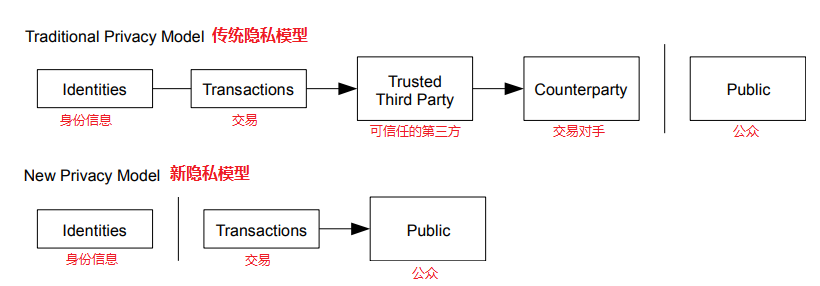 Traditional Privacy Model 传统隐私模型
Identities
Transactions
Trusted
Third Party
Counterparty
Public
身份信息
交易
可信任的第三方
交易对手
公众
New Privacy Model 新隐私模型
Identities
Transactions
Public
身份信息
交易
公众